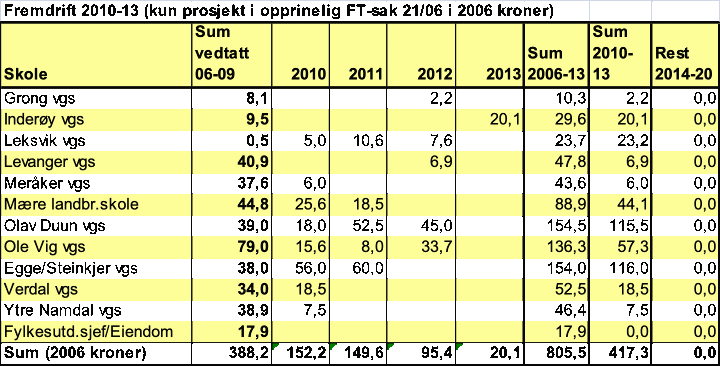 Fremdrift 2010-13 (kun prosjekt i opprinelig FT-sak 21/06 i 2006 kroner)
Skole Sum vedtatt 06-09 2010 2011 2012 2013 Sum 2006-13 Sum 2010-13 Rest 2014-20
Grong vgs 8,1 2,2 10,3 2,2 0,0
Inderøy vgs 9,5 20,1 29,6 20,1 0,0
Leksvik vgs 0,5 5,0 10,6 7,6 23,7 23,2 0,0
Levanger vgs 40,9 6,9 47,8 6,9 0,0
Meråker vgs 37,6 6,0 43,6 6,0 0,0
Mære landbr.skole 44,8 25,6 18,5 88,9 44,1 0,0
Olav Duun vgs 39,0 18,0 52,5 45,0 154,5 115,5 0,0
Ole Vig vgs 79,0 15,6 8,0 33,7 136,3 57,3 0,0
Egge/Steinkjer vgs 38,0 56,0 60,0 154,0 116,0 0,0
Verdal vgs 34,0 18,5 52,5 18,5 0,0
Ytre Namdal vgs 38,9 7,5 46,4 7,5 0,0
Fylkesutd.sjef/Eiendom 17,9 17,9 0,0 0,0
Sum (2006 kroner) 388,2 152,2 149,6 95,4 20,1 805,5 417,3 0,0